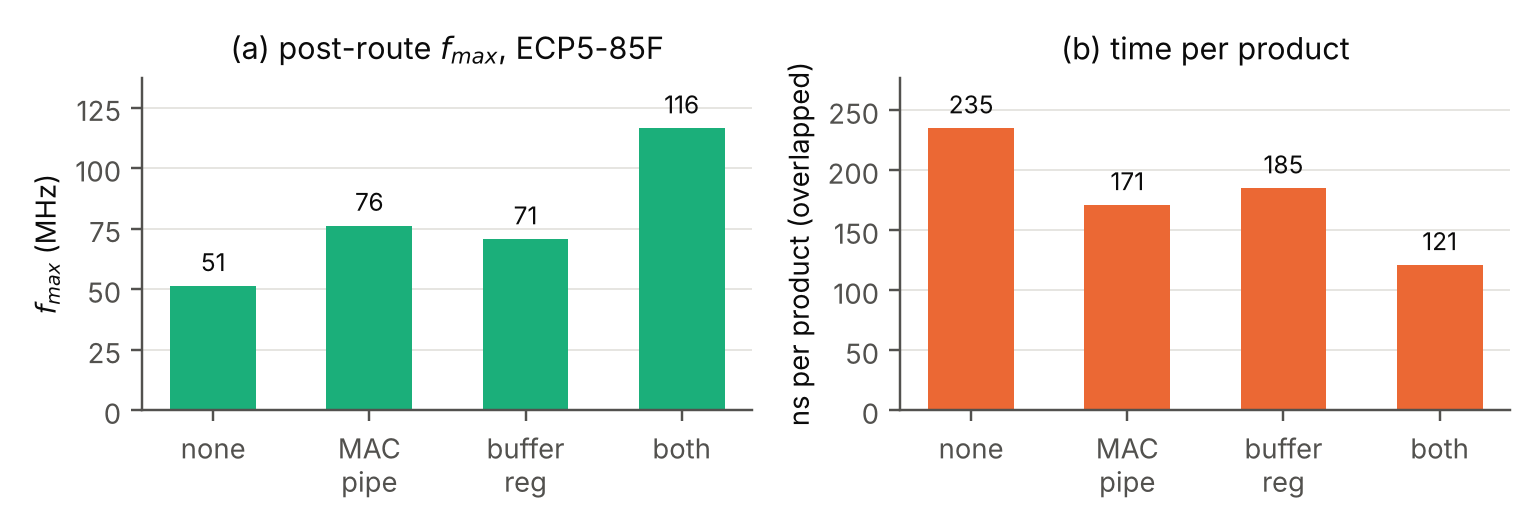 (a) post-route fmax, ECP5-85F
fmax (MHz)
125
100
75
50
25
0
51
76
71
116
none
MAC
pipe
buffer
reg
both
(b) time per product
ns per product (overlapped)
250
200
150
100
50
0
235
171
185
121
none
MAC
pipe
buffer
reg
both